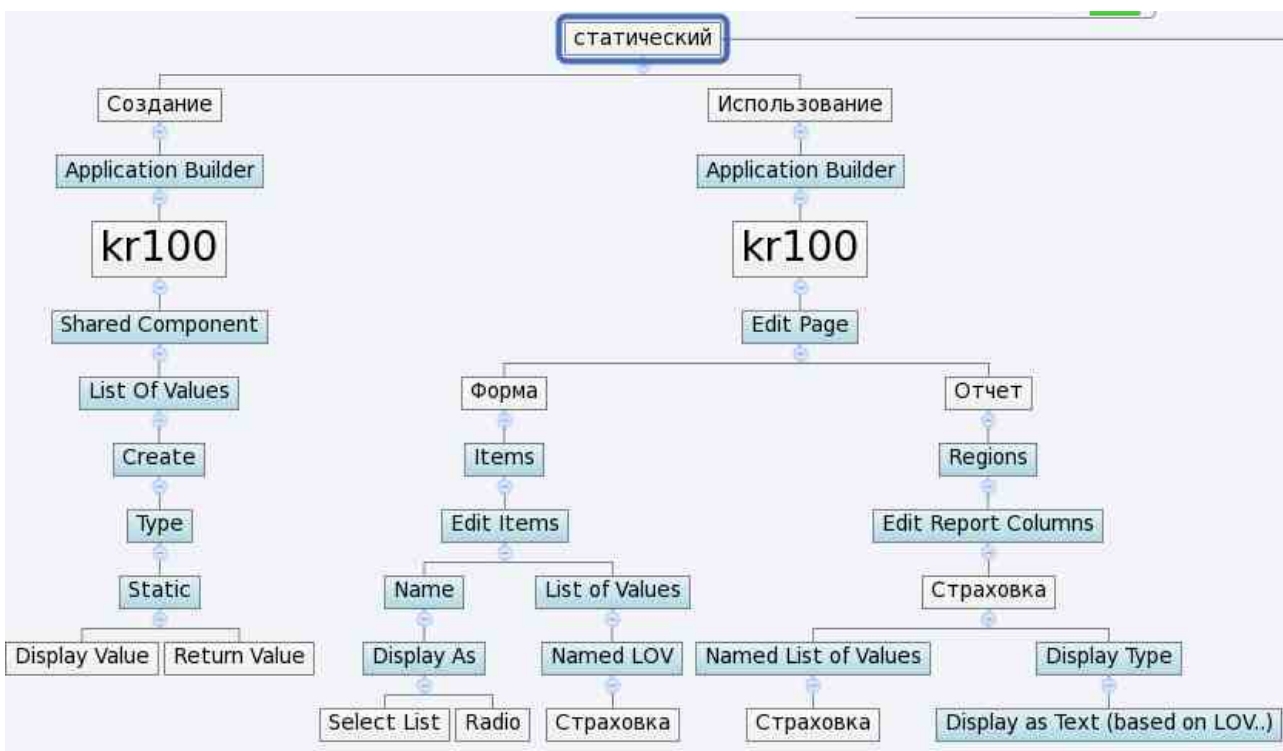 статический
Создание
Использование
Application Builder
Application Builder
kr100
kr100
Shared Component
Edit Page
List Of Values
Форма
Отчет
Create
Items
Regions
Type
Edit Items
Edit Report Columns
Static
Name
List of Values
Страховка
Display Value
Return Value
Display As
Named LOV
Named List of Values
Display Type
Select List
Radio
Страховка
Страховка
Display as Text (based on LOV..)